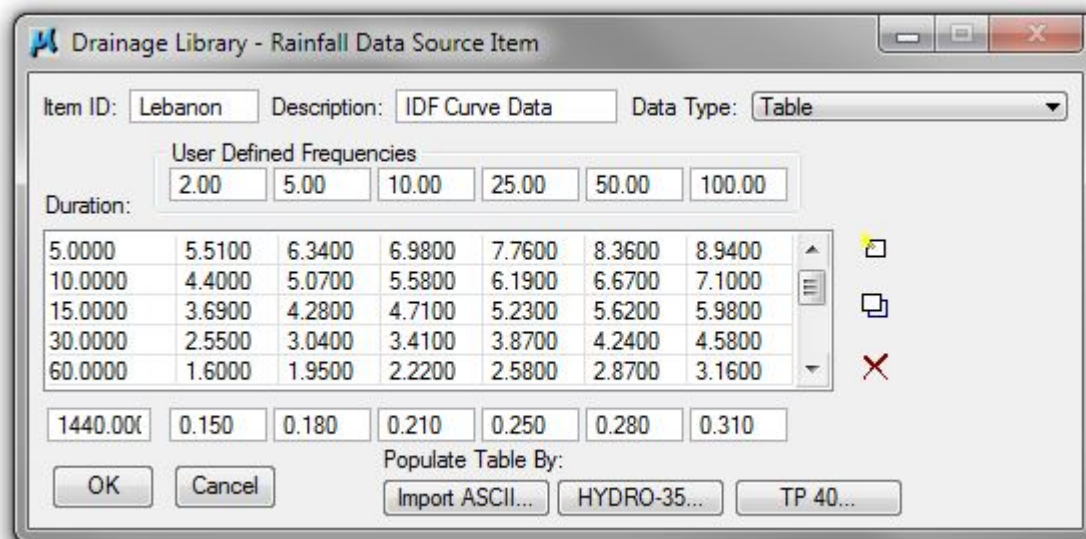 Drainage Library - Rainfall Data Source Item
Item ID: Lebanon Description: IDF Curve Data Data Type: Table
User Defined Frequencies
2.00 5.00 10.00 25.00 50.00 100.00
Duration:
5.0000 5.5100 6.3400 6.9800 7.7600 8.3600 8.9400
10.0000 4.4000 5.0700 5.5800 6.1900 6.6700 7.1000
15.0000 3.6900 4.2800 4.7100 5.2300 5.6200 5.9800
30.0000 2.5500 3.0400 3.4100 3.8700 4.2400 4.5800
60.0000 1.6000 1.9500 2.2200 2.5800 2.8700 3.1600
1440.000 0.150 0.180 0.210 0.250 0.280 0.310
Populate Table By:
OK Cancel Import ASCII... HYDRO-35... TP 40...